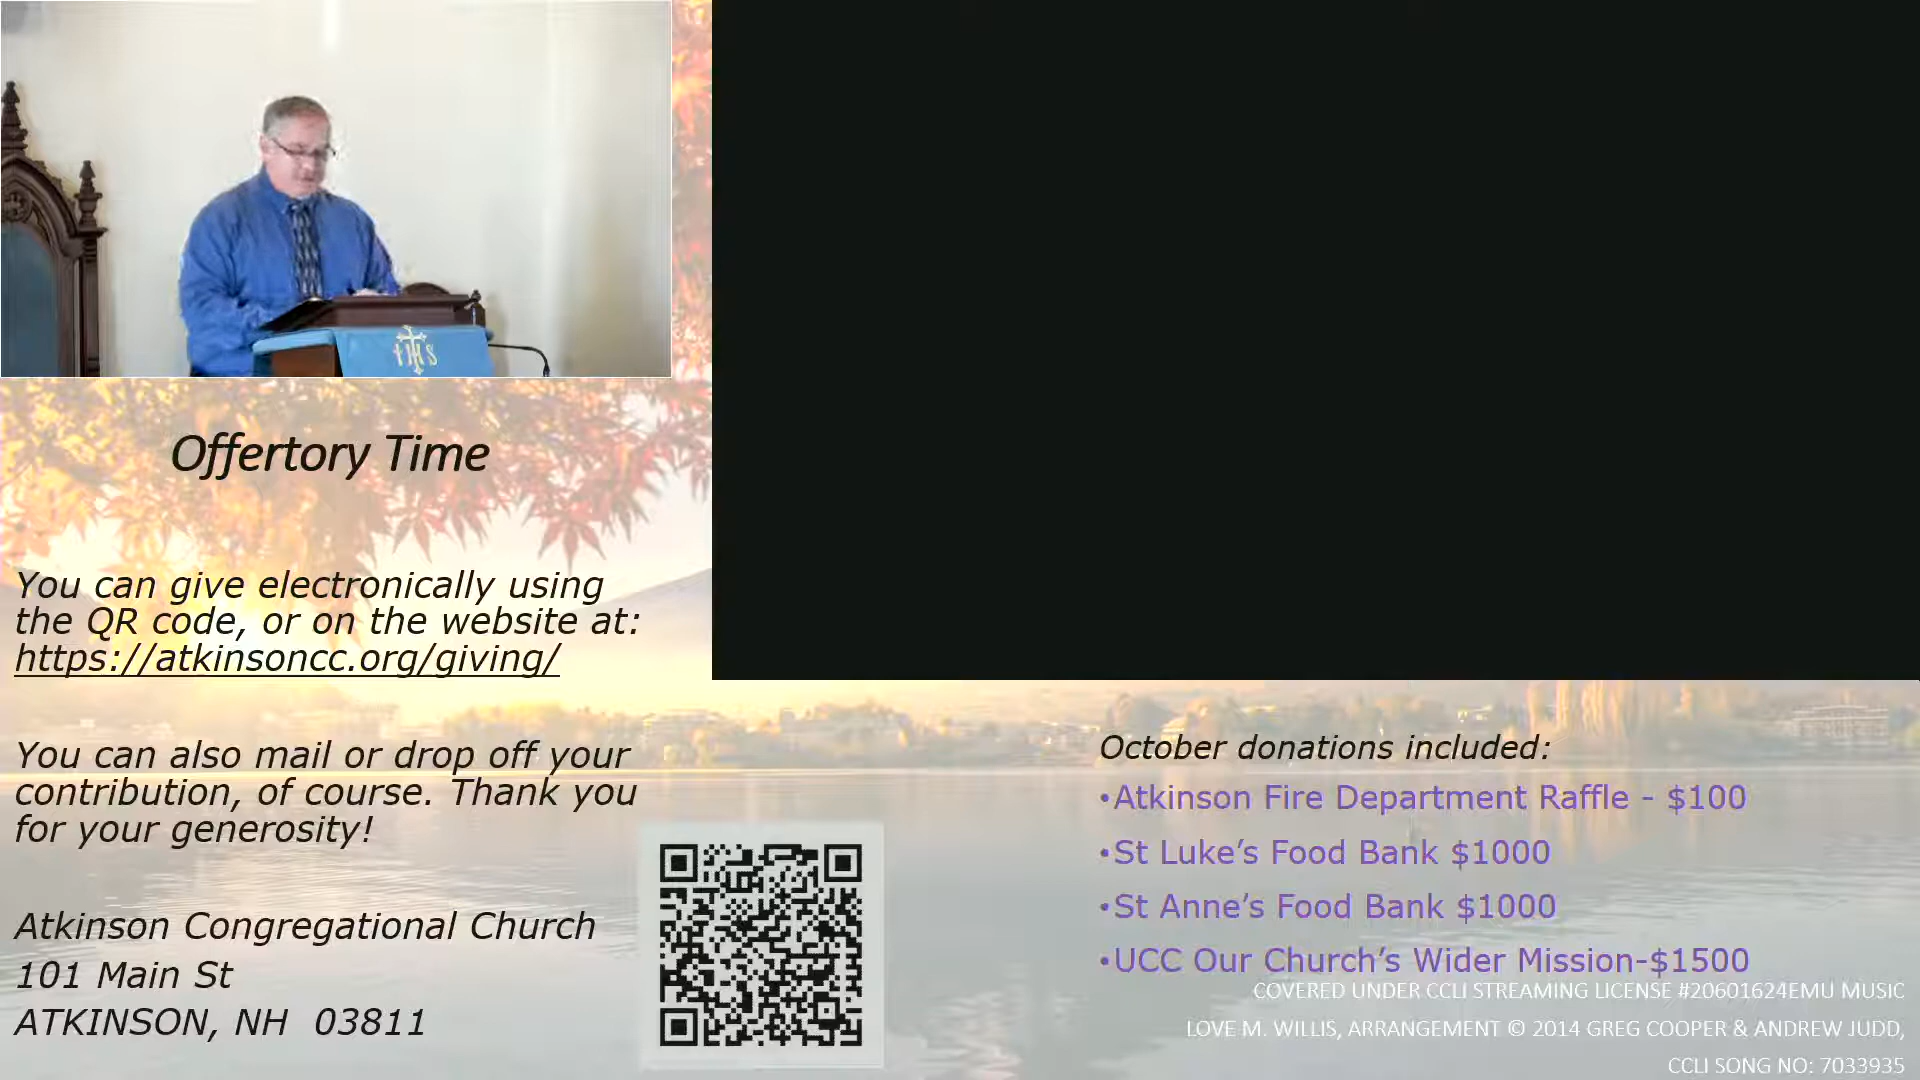 IHS
Offertory Time
You can give electronically using
the QR code, or on the website at:
https://atkinsoncc.org/giving/
You can also mail or drop off your
contribution, of course. Thank you
for your generosity!
Atkinson Congregational Church
101 Main St
ATKINSON, NH 03811
October donations included:
•Atkinson Fire Department Raffle - $100
•St Luke’s Food Bank $1000
•St Anne’s Food Bank $1000
•UCC Our Church’s Wider Mission-$1500
COVERED UNDER CCLI STREAMING LICENSE #20601624EMU MUSIC
LOVE M. WILLIS, ARRANGEMENT © 2014 GREG COOPER & ANDREW JUDD,
CCLI SONG NO: 7033935